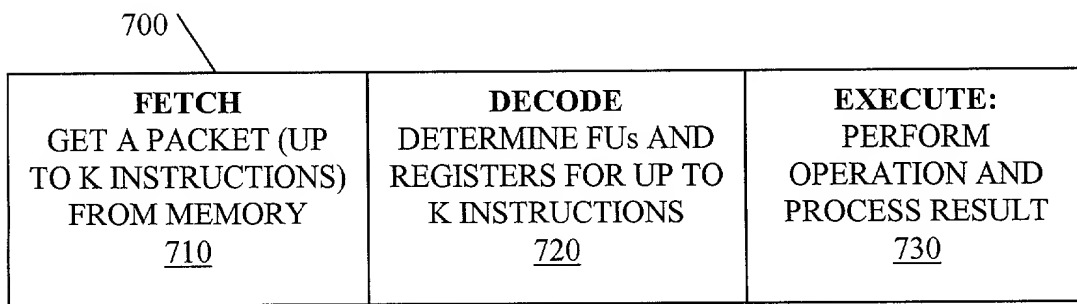 700
FETCH
GET A PACKET (UP
TO K INSTRUCTIONS)
FROM MEMORY
710
DECODE
DETERMINE FUs AND
REGISTERS FOR UP TO
K INSTRUCTIONS
720
EXECUTE:
PERFORM
OPERATION AND
PROCESS RESULT
730